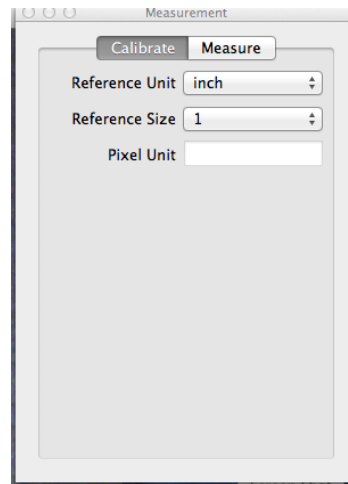 Measurement
Calibrate Measure
Reference Unit inch
Reference Size 1
Pixel Unit